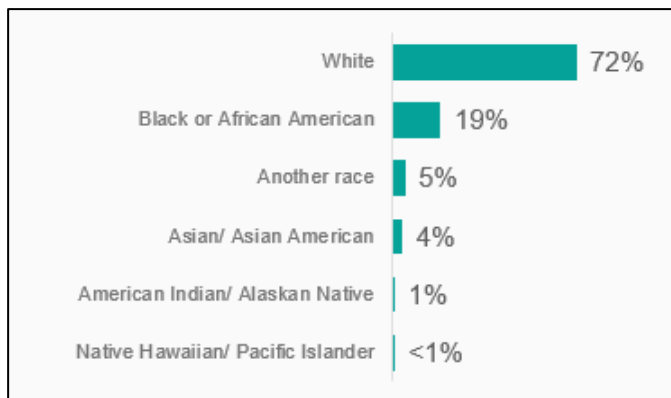 White 72%
Black or African American 19%
Another race 5%
Asian/ Asian American 4%
American Indian/ Alaskan Native 1%
Native Hawaiian/ Pacific Islander <1%